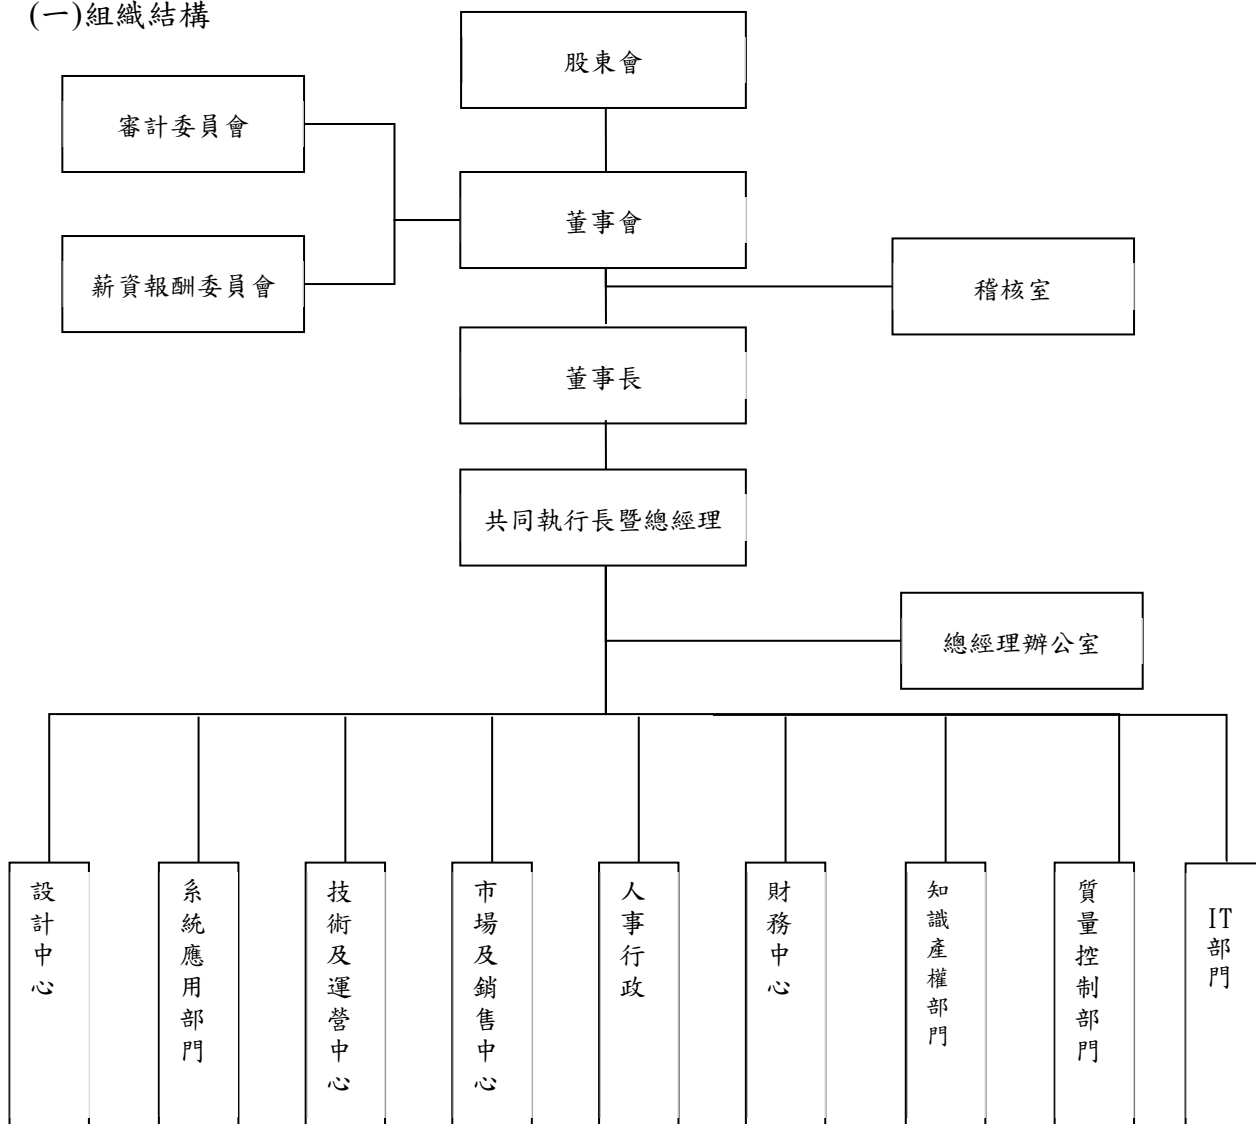 (一)組織結構
股東會
審計委員會
董事會
薪資報酬委員會
稽核室
董事長
共同執行長暨總經理
總經理辦公室
設計中心
系統應用部門
技術及運營中心
市場及銷售中心
人事行政
財務中心
知識產權部門
質量控制部門
IT部門